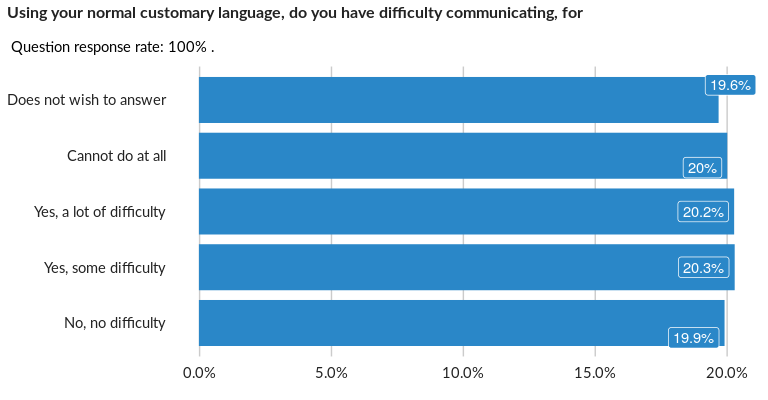 Using your normal customary language, do you have difficulty communicating, for
Question response rate: 100% .
Does not wish to answer
19.6%
Cannot do at all
20%
Yes, a lot of difficulty
20.2%
Yes, some difficulty
20.3%
No, no difficulty
19.9%
0.0% 5.0% 10.0% 15.0% 20.0%